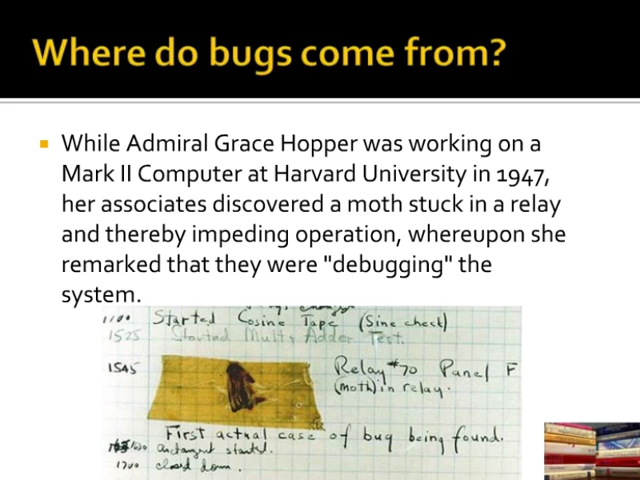 Where do bugs come from?
While Admiral Grace Hopper was working on a
Mark II Computer at Harvard University in 1947,
her associates discovered a moth stuck in a relay
and thereby impeding operation, whereupon she
remarked that they were "debugging" the
system.
1100 Started Cosine Tape (Sine check)
1525 Started Mult + Adder Test.
1545 Relay #70 Panel F
(moth) in relay.
First actual case of bug being found.
antangent started.
1700 closed down.